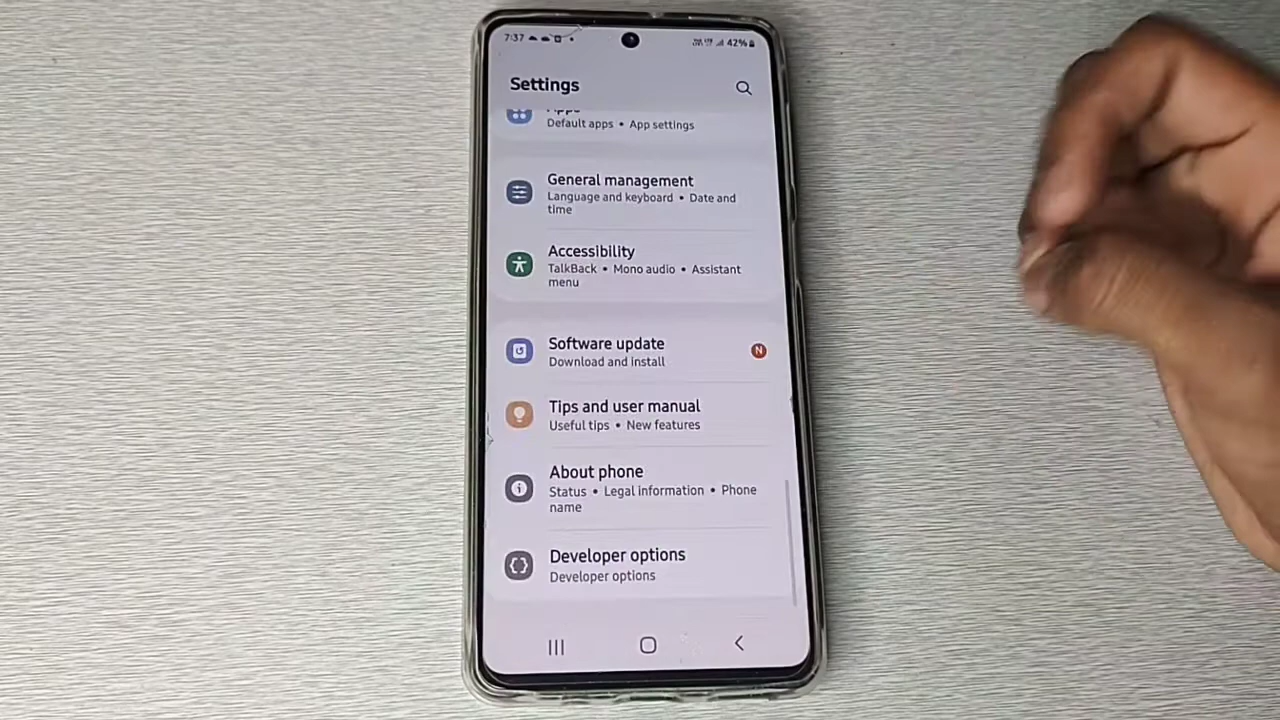 7:37
42%
Settings
Apps
Default apps • App settings
General management
Language and keyboard • Date and
time
Accessibility
TalkBack • Mono audio • Assistant
menu
Software update
N
Download and install
Tips and user manual
Useful tips • New features
About phone
Status • Legal information • Phone
name
Developer options
Developer options